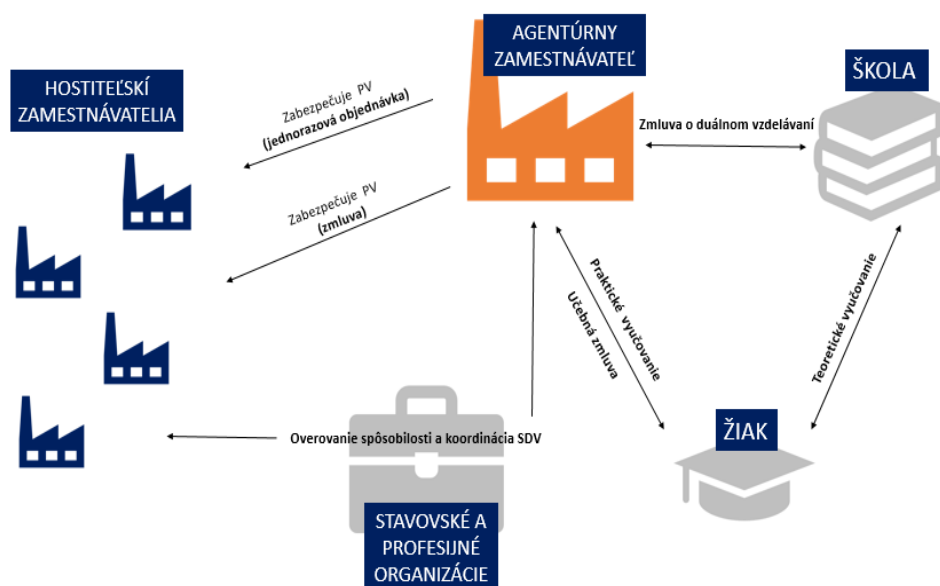 AGENTÚRNY
ZAMESTNÁVATEĽ
HOSTITEĽSKÍ
ZAMESTNÁVATELIA
ŠKOLA
Zabezpečuje PV
(jednorazová objednávka)
Zmluva o duálnom vzdelávaní
Zabezpečuje PV
(zmluva)
Praktické vyučovanie
Učebná zmluva
Teoretické vyučovanie
ŽIAK
Overovanie spôsobilosti a koordinácia SDV
STAVOVSKÉ A
PROFESIJNÉ
ORGANIZÁCIE